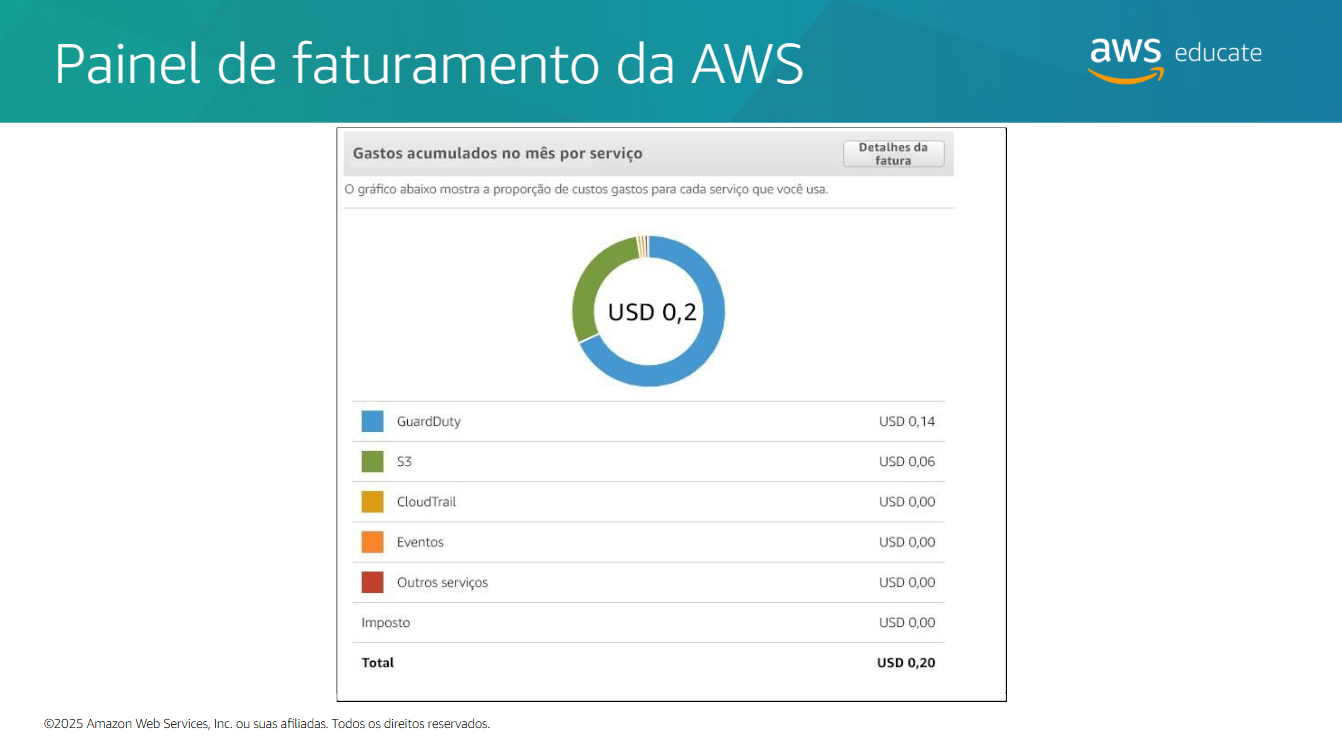 Painel de faturamento da AWS
aws educate
Gastos acumulados no mês por serviço
Detalhes da
fatura
O gráfico abaixo mostra a proporção de custos gastos para cada serviço que você usa.
USD 0,2
GuardDuty USD 0,14
S3 USD 0,06
CloudTrail USD 0,00
Eventos USD 0,00
Outros serviços USD 0,00
Imposto USD 0,00
Total USD 0,20
©2025 Amazon Web Services, Inc. ou suas afiliadas. Todos os direitos reservados.